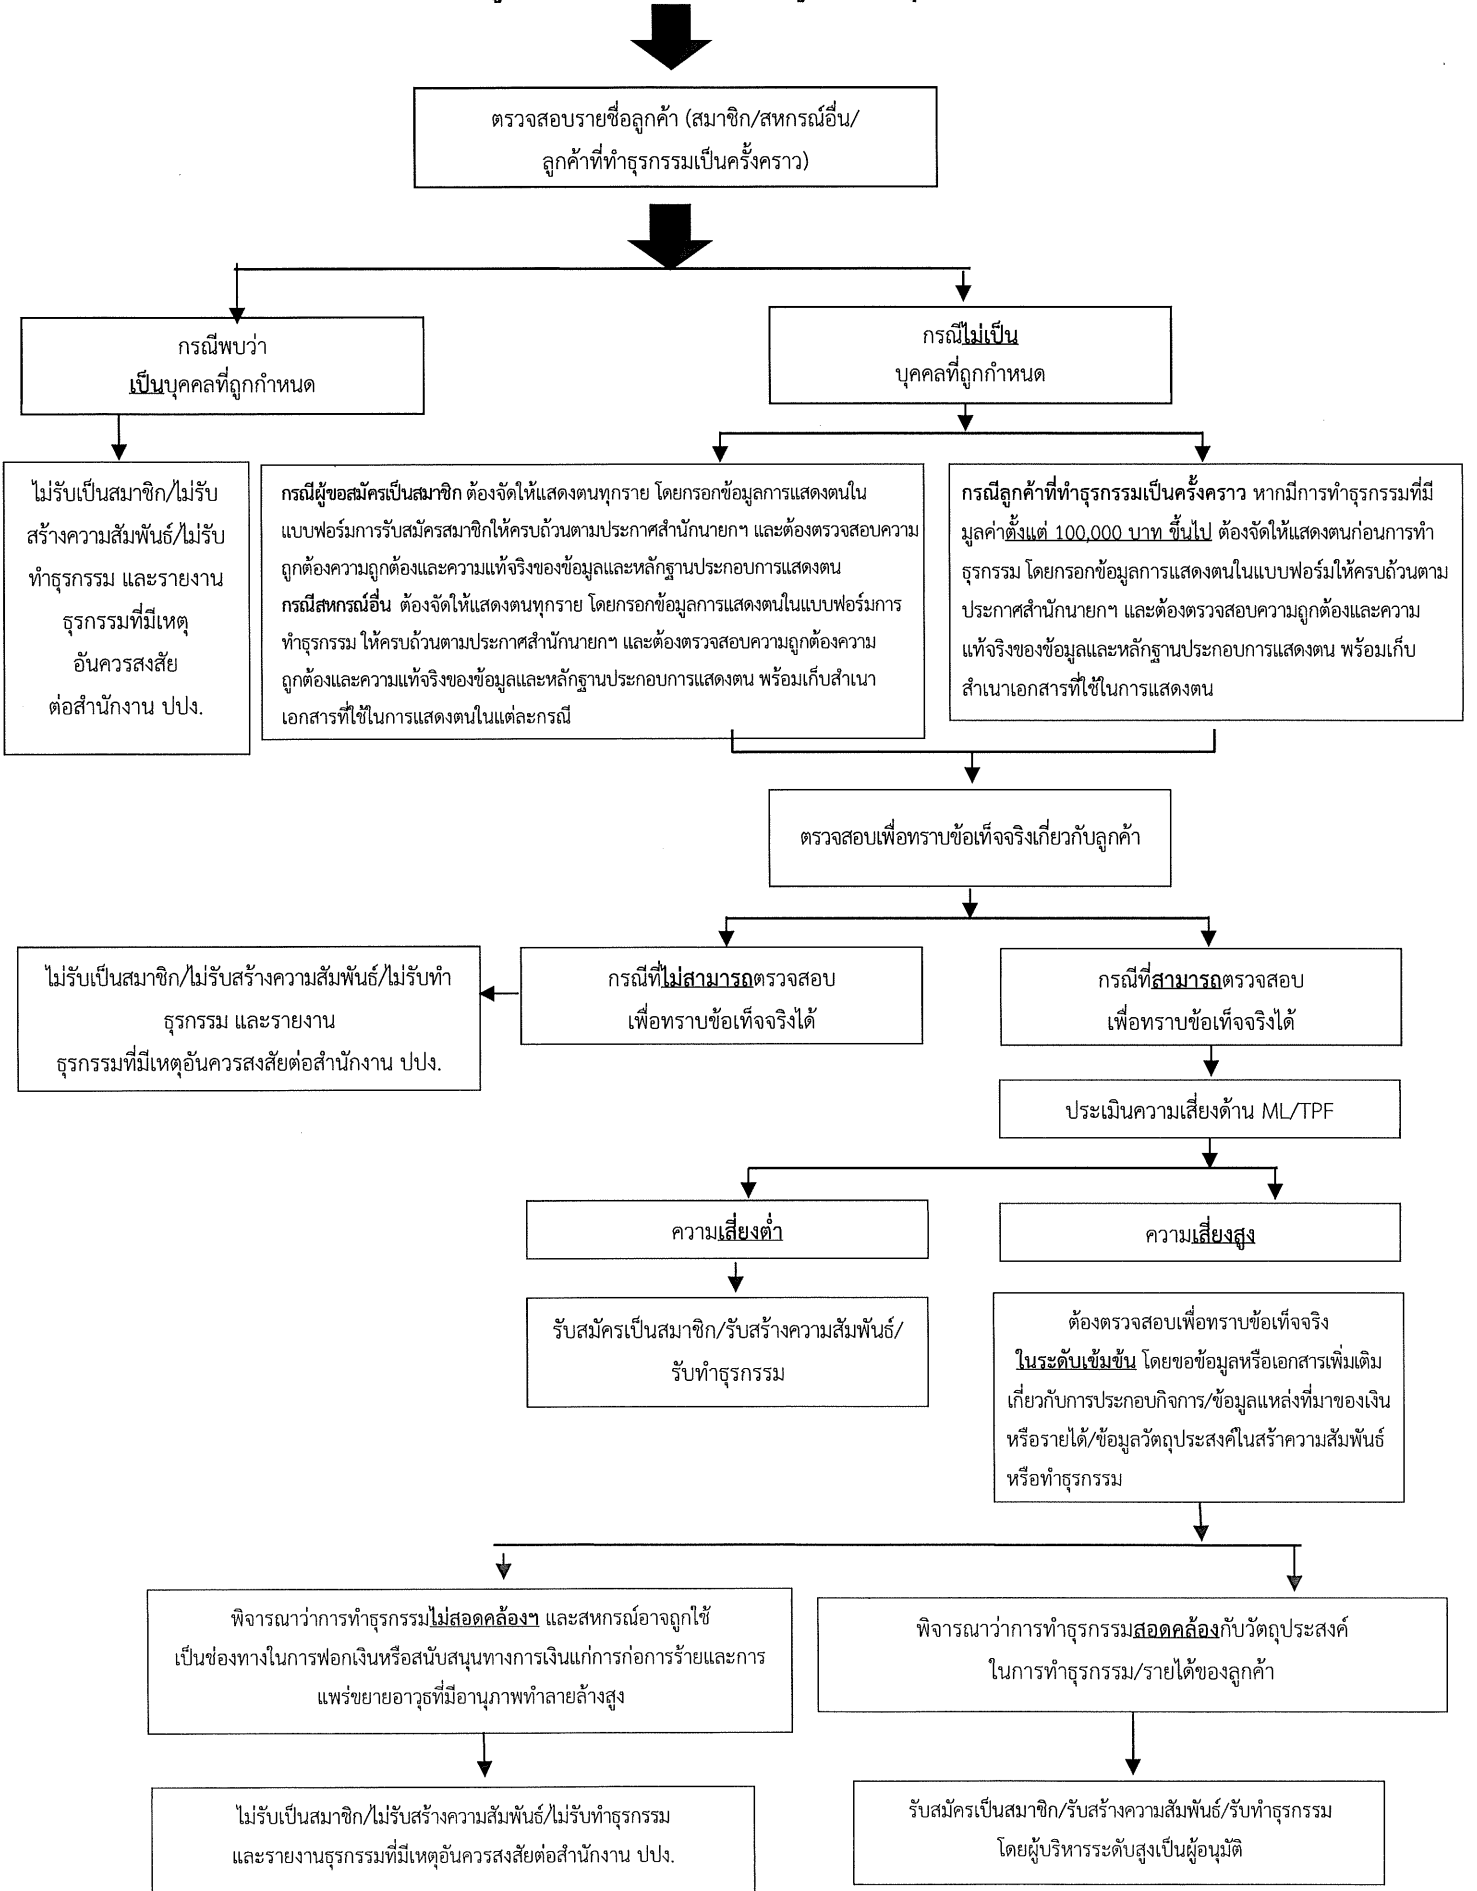 ตรวจสอบรายชื่อลูกค้า (สมาชิก/สหกรณ์อื่น/
ลูกค้าที่ทำธุรกรรมเป็นครั้งคราว)
กรณีพบว่า
เป็นบุคคลที่ถูกกำหนด
กรณีไม่เป็น
บุคคลที่ถูกกำหนด
ไม่รับเป็นสมาชิก/ไม่รับ
สร้างความสัมพันธ์/ไม่รับ
ทำธุรกรรม และรายงาน
ธุรกรรมที่มีเหตุ
อันควรสงสัย
ต่อสำนักงาน ปปง.
กรณีผู้ขอสมัครเป็นสมาชิก ต้องจัดให้แสดงตนทุกราย โดยกรอกข้อมูลการแสดงตนใน
แบบฟอร์มการรับสมัครสมาชิกให้ครบถ้วนตามประกาศสำนักนายกฯ และต้องตรวจสอบความ
ถูกต้องความถูกต้องและความแท้จริงของข้อมูลและหลักฐานประกอบการแสดงตน
กรณีสหกรณ์อื่น ต้องจัดให้แสดงตนทุกราย โดยกรอกข้อมูลการแสดงตนในแบบฟอร์มการ
ทำธุรกรรม ให้ครบถ้วนตามประกาศสำนักนายกฯ และต้องตรวจสอบความถูกต้องความ
ถูกต้องและความแท้จริงของข้อมูลและหลักฐานประกอบการแสดงตน พร้อมเก็บสำเนา
เอกสารที่ใช้ในการแสดงตนในแต่ละกรณี
กรณีลูกค้าที่ทำธุรกรรมเป็นครั้งคราว หากมีการทำธุรกรรมที่มี
มูลค่าตั้งแต่ 100,000 บาท ขึ้นไป ต้องจัดให้แสดงตนก่อนการทำ
ธุรกรรม โดยกรอกข้อมูลการแสดงตนในแบบฟอร์มให้ครบถ้วนตาม
ประกาศสำนักนายกฯ และต้องตรวจสอบความถูกต้องและความ
แท้จริงของข้อมูลและหลักฐานประกอบการแสดงตน พร้อมเก็บ
สำเนาเอกสารที่ใช้ในการแสดงตน
ตรวจสอบเพื่อทราบข้อเท็จจริงเกี่ยวกับลูกค้า
ไม่รับเป็นสมาชิก/ไม่รับสร้างความสัมพันธ์/ไม่รับทำ
ธุรกรรม และรายงาน
ธุรกรรมที่มีเหตุอันควรสงสัยต่อสำนักงาน ปปง.
กรณีที่ไม่สามารถตรวจสอบ
เพื่อทราบข้อเท็จจริงได้
กรณีที่สามารถตรวจสอบ
เพื่อทราบข้อเท็จจริงได้
ประเมินความเสี่ยงด้าน ML/TPF
ความเสี่ยงต่ำ
ความเสี่ยงสูง
รับสมัครเป็นสมาชิก/รับสร้างความสัมพันธ์/
รับทำธุรกรรม
ต้องตรวจสอบเพื่อทราบข้อเท็จจริง
ในระดับเข้มข้น โดยขอข้อมูลหรือเอกสารเพิ่มเติม
เกี่ยวกับการประกอบกิจการ/ข้อมูลแหล่งที่มาของเงิน
หรือรายได้/ข้อมูลวัตถุประสงค์ในสร้าความสัมพันธ์
หรือทำธุรกรรม
พิจารณาว่าการทำธุรกรรมไม่สอดคล้องฯ และสหกรณ์อาจถูกใช้
เป็นช่องทางในการฟอกเงินหรือสนับสนุนทางการเงินแก่การก่อการร้ายและการ
แพร่ขยายอาวุธที่มีอานุภาพทำลายล้างสูง
พิจารณาว่าการทำธุรกรรมสอดคล้องกับวัตถุประสงค์
ในการทำธุรกรรม/รายได้ของลูกค้า
ไม่รับเป็นสมาชิก/ไม่รับสร้างความสัมพันธ์/ไม่รับทำธุรกรรม
และรายงานธุรกรรมที่มีเหตุอันควรสงสัยต่อสำนักงาน ปปง.
รับสมัครเป็นสมาชิก/รับสร้างความสัมพันธ์/รับทำธุรกรรม
โดยผู้บริหารระดับสูงเป็นผู้อนุมัติ